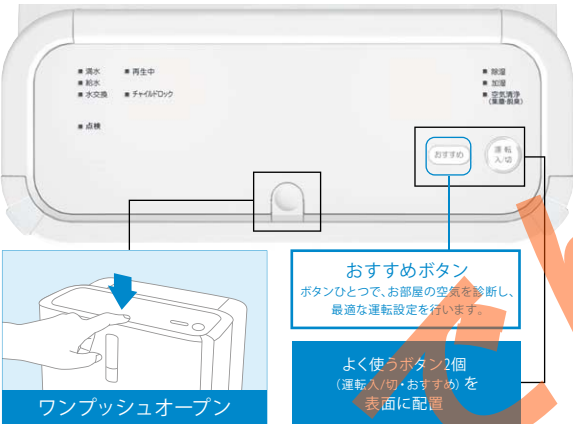 満水
給水
水交換
点検
再生中
チャイルドロック
除湿
加湿
空気清浄
(集塵・脱臭)
おすすめ
運転
入/切
おすすめボタン
ボタンひとつで、お部屋の空気を診断し、
最適な運転設定を行います。
よく使うボタン2個
(運転入/切・おすすめ)を
表面に配置
ワンプッシュオープン